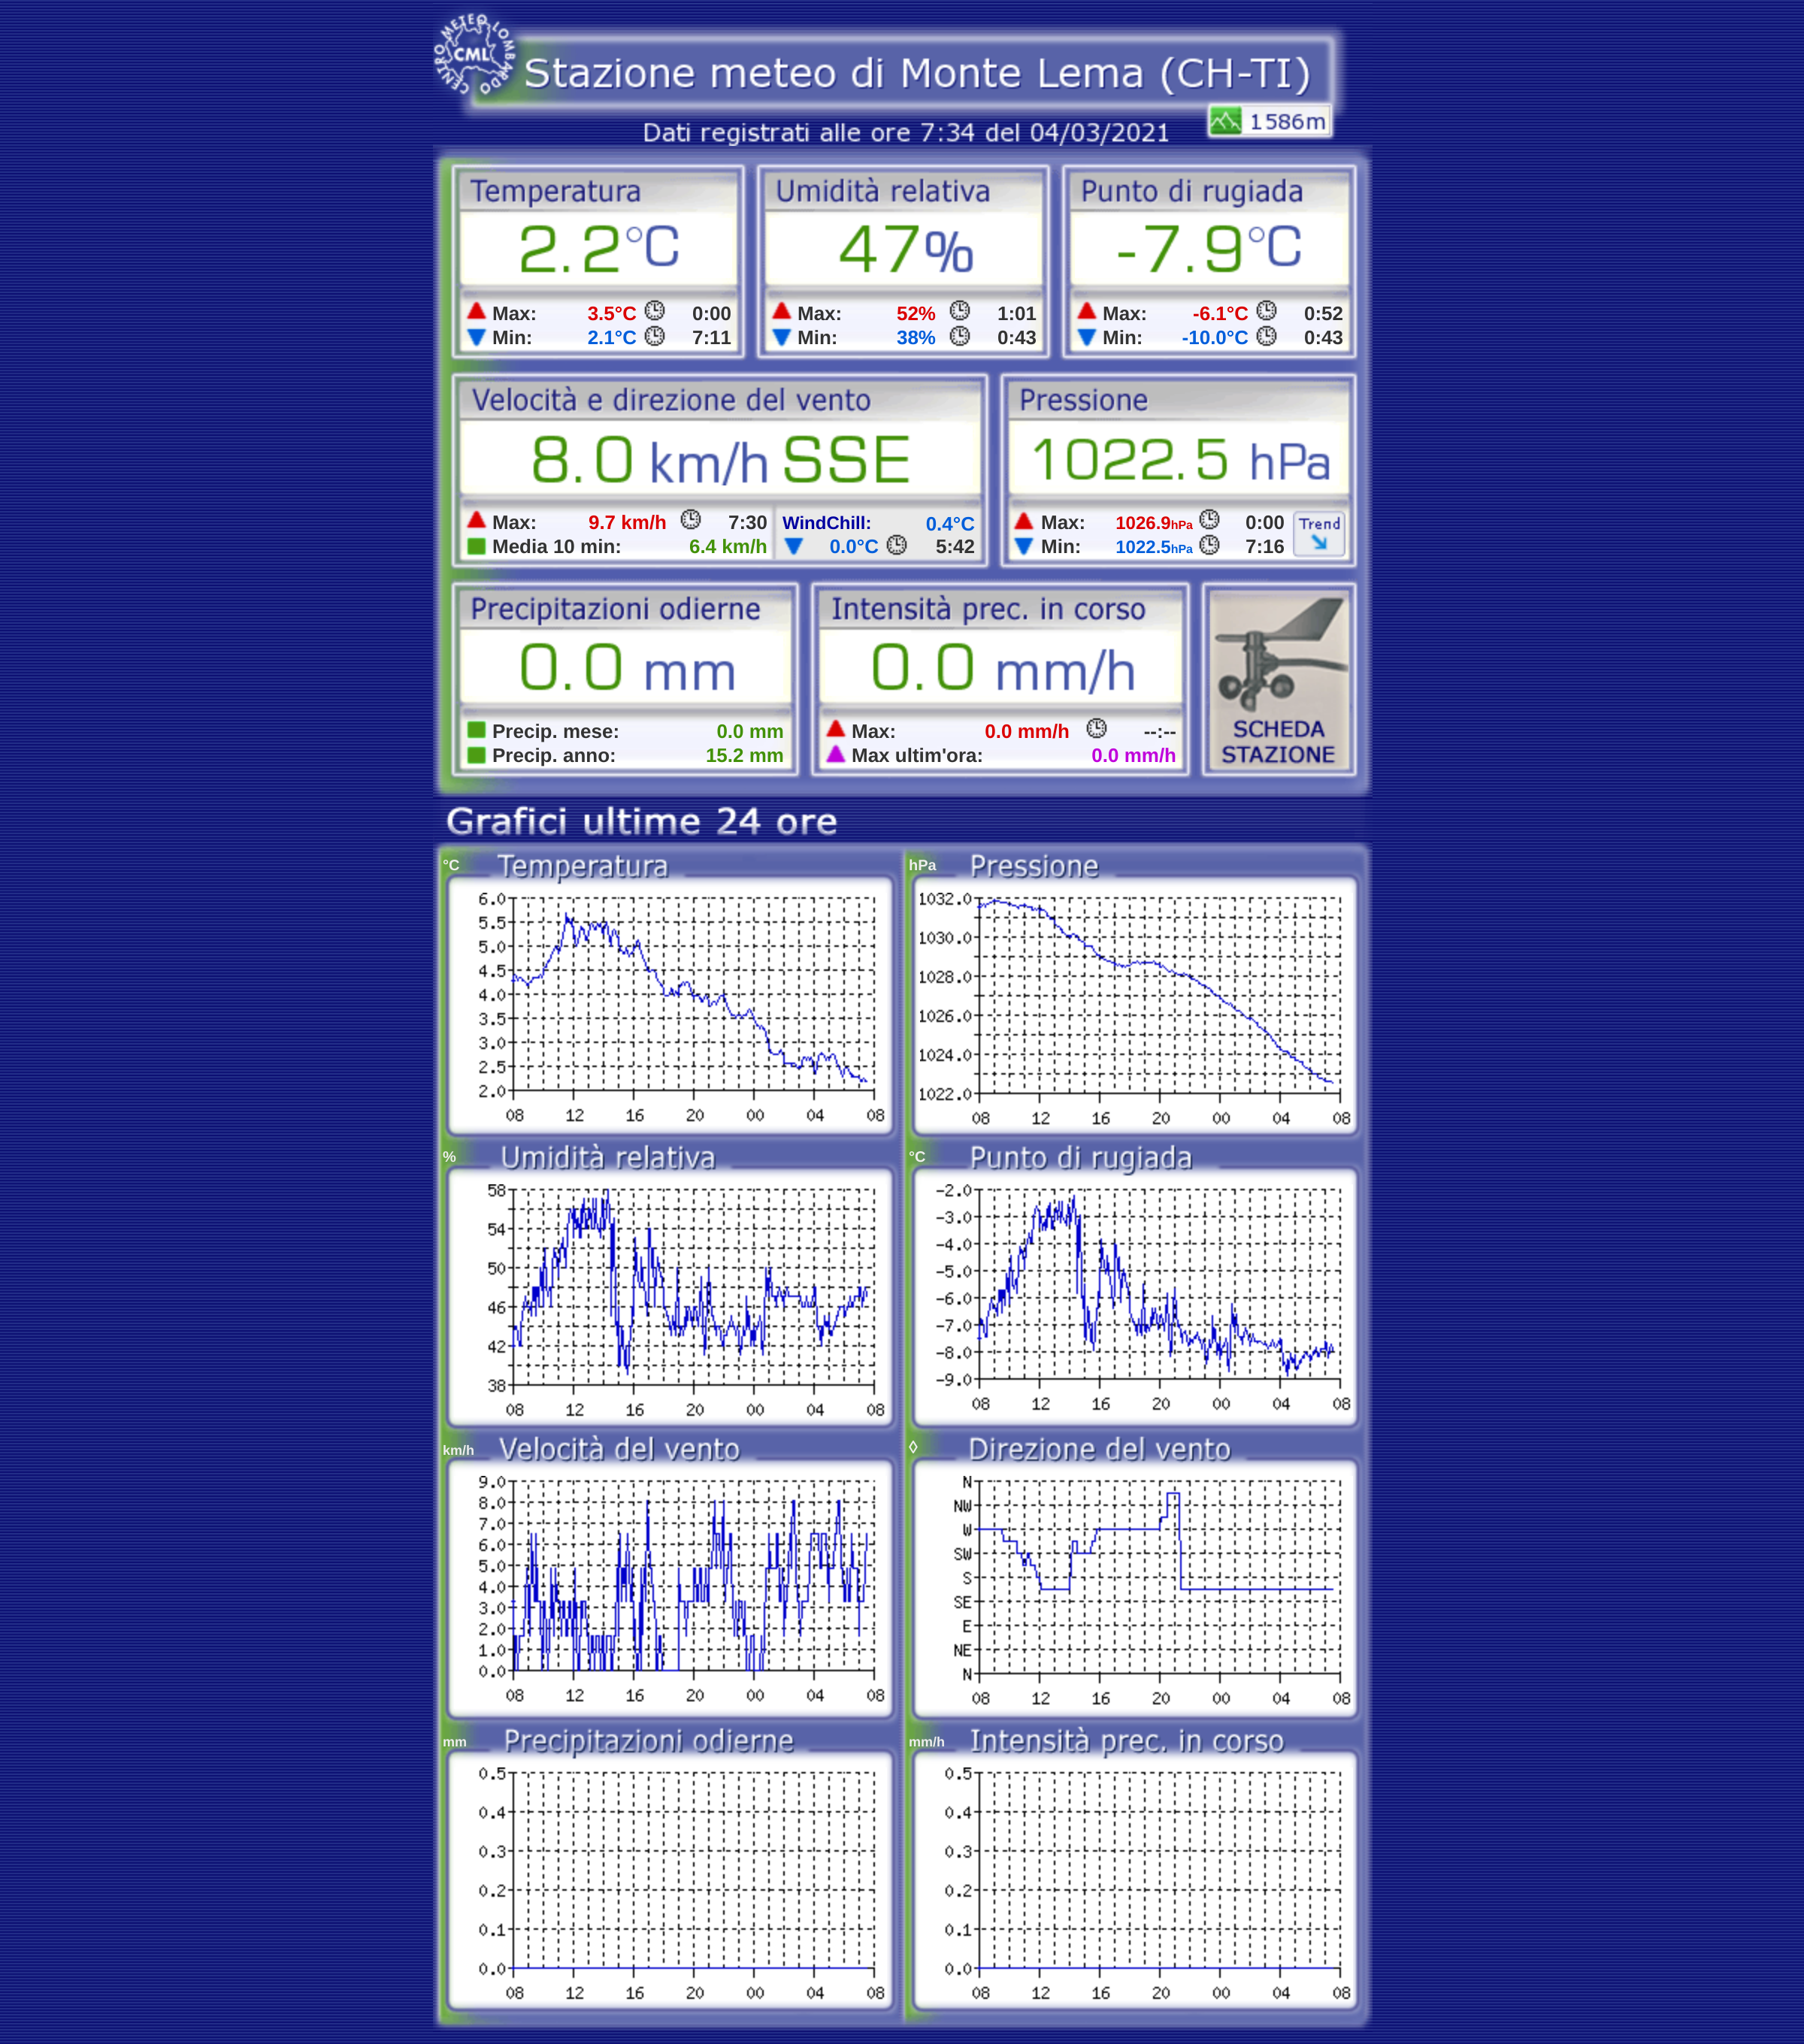 CENTRO METEO LOMBARDO
CML
Stazione meteo di Monte Lema (CH-TI)
1586m
Dati registrati alle ore 7:34 del 04/03/2021
Temperatura
2.2°C
Max: 3.5°C 0:00
Min: 2.1°C 7:11
Umidità relativa
47%
Max: 52% 1:01
Min: 38% 0:43
Punto di rugiada
-7.9°C
Max: -6.1°C 0:52
Min: -10.0°C 0:43
Velocità e direzione del vento
8.0 km/h SSE
Max: 9.7 km/h 7:30
Media 10 min: 6.4 km/h
WindChill: 0.4°C
0.0°C 5:42
Pressione
1022.5 hPa
Max: 1026.9hPa 0:00
Min: 1022.5hPa 7:16
Trend
Precipitazioni odierne
0.0 mm
Precip. mese: 0.0 mm
Precip. anno: 15.2 mm
Intensità prec. in corso
0.0 mm/h
Max: 0.0 mm/h --:--
Max ultim'ora: 0.0 mm/h
SCHEDA
STAZIONE
Grafici ultime 24 ore
°C Temperatura
6.0
5.5
5.0
4.5
4.0
3.5
3.0
2.5
2.0
08 12 16 20 00 04 08
hPa Pressione
1032.0
1030.0
1028.0
1026.0
1024.0
1022.0
08 12 16 20 00 04 08
% Umidità relativa
58
54
50
46
42
38
08 12 16 20 00 04 08
°C Punto di rugiada
-2.0
-3.0
-4.0
-5.0
-6.0
-7.0
-8.0
-9.0
08 12 16 20 00 04 08
km/h Velocità del vento
9.0
8.0
7.0
6.0
5.0
4.0
3.0
2.0
1.0
0.0
08 12 16 20 00 04 08
◊ Direzione del vento
N
NW
W
SW
S
SE
E
NE
N
08 12 16 20 00 04 08
mm Precipitazioni odierne
0.5
0.4
0.3
0.2
0.1
0.0
08 12 16 20 00 04 08
mm/h Intensità prec. in corso
0.5
0.4
0.3
0.2
0.1
0.0
08 12 16 20 00 04 08